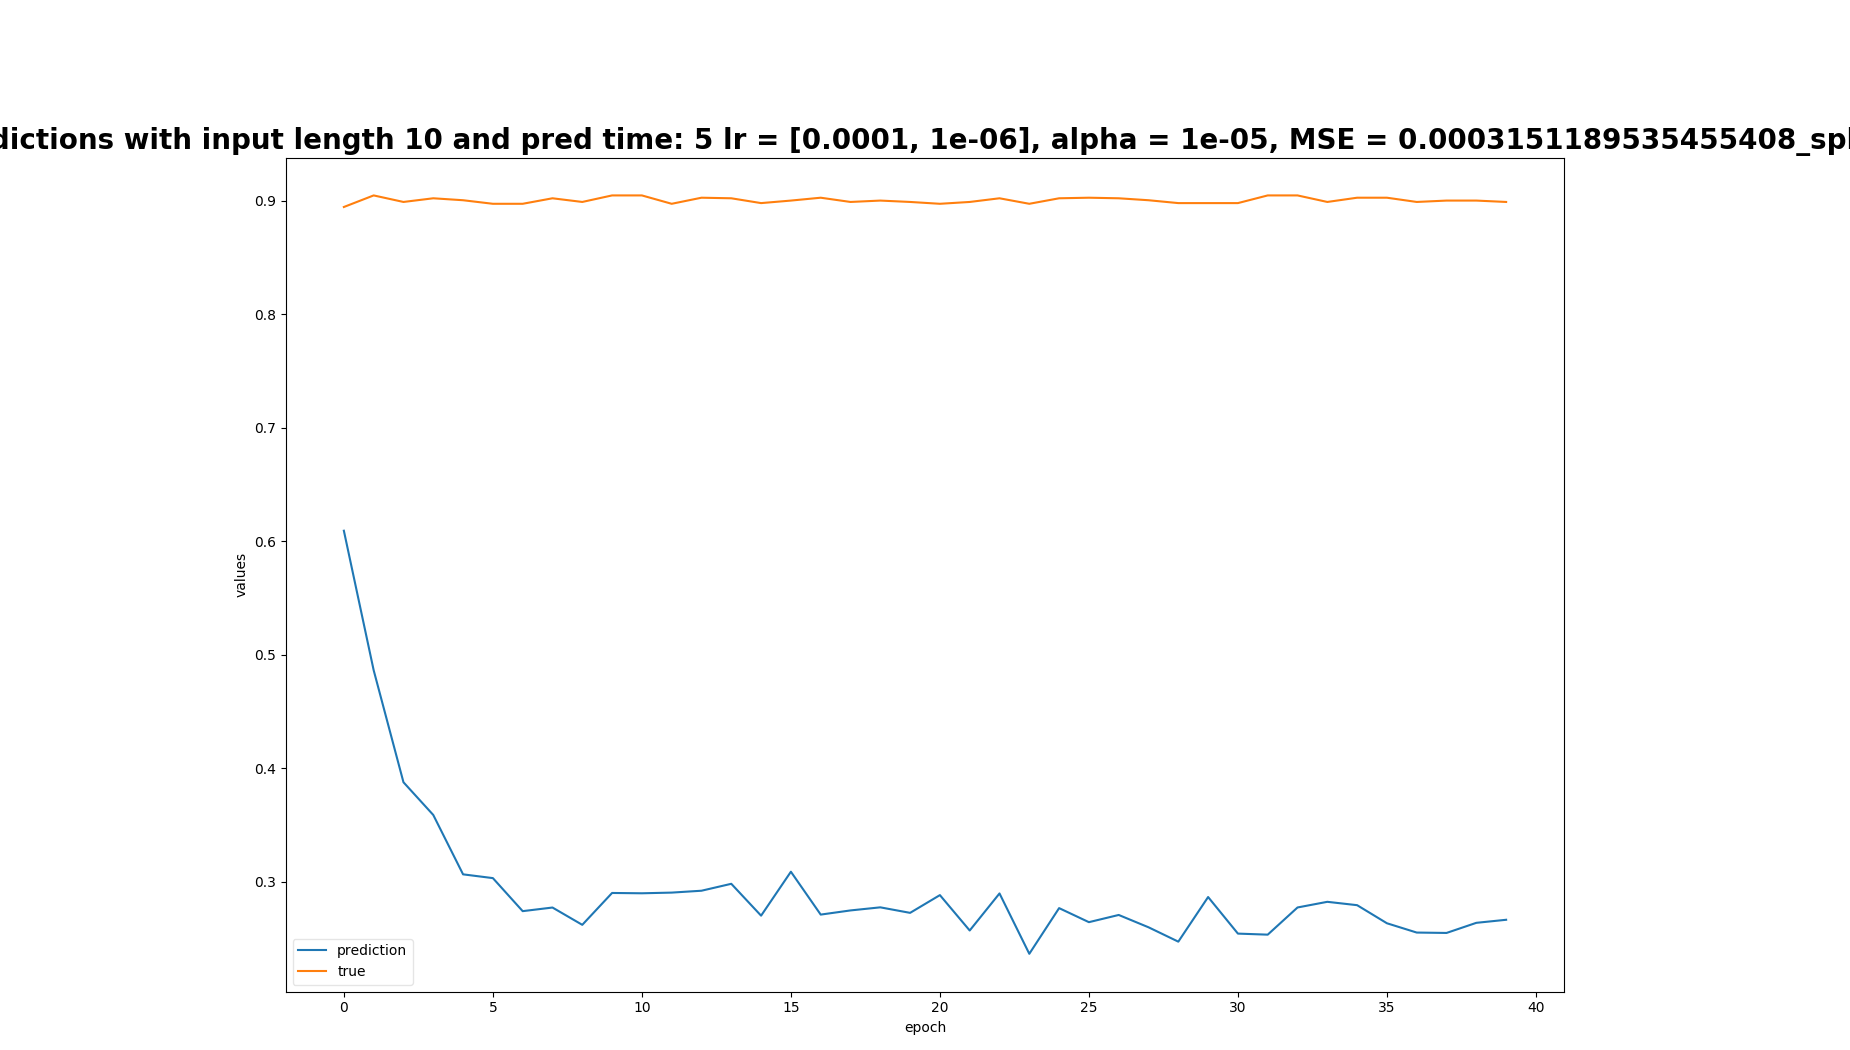 with input length 10 and pred time: 5 lr = [0.0001, 1e-06], alpha = 1e-05, MSE = 0.0003151189535455408_spl
0.9
0.8
0.7
0.6
0.5
0.4
0.3
values
prediction
true
0 5 10 15 20 25 30 35 40
epoch